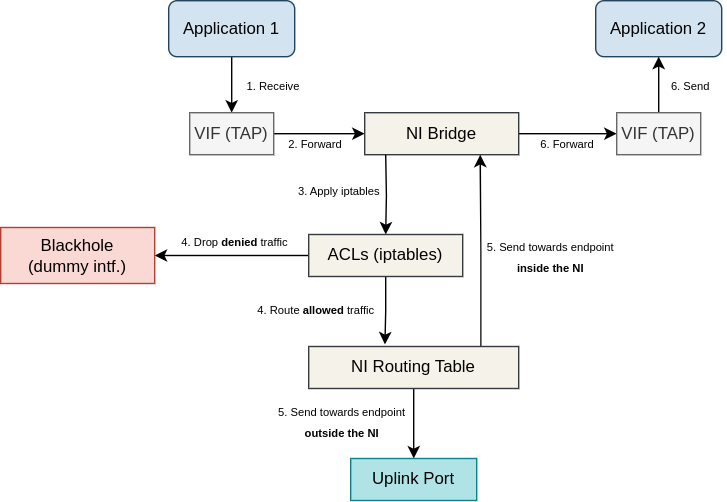 Application 1
Application 2
1. Receive
6. Send
VIF (TAP)
2. Forward
NI Bridge
6. Forward
VIF (TAP)
3. Apply iptables
Blackhole
(dummy intf.)
4. Drop denied traffic
ACLs (iptables)
5. Send towards endpoint
inside the NI
4. Route allowed traffic
NI Routing Table
5. Send towards endpoint
outside the NI
Uplink Port